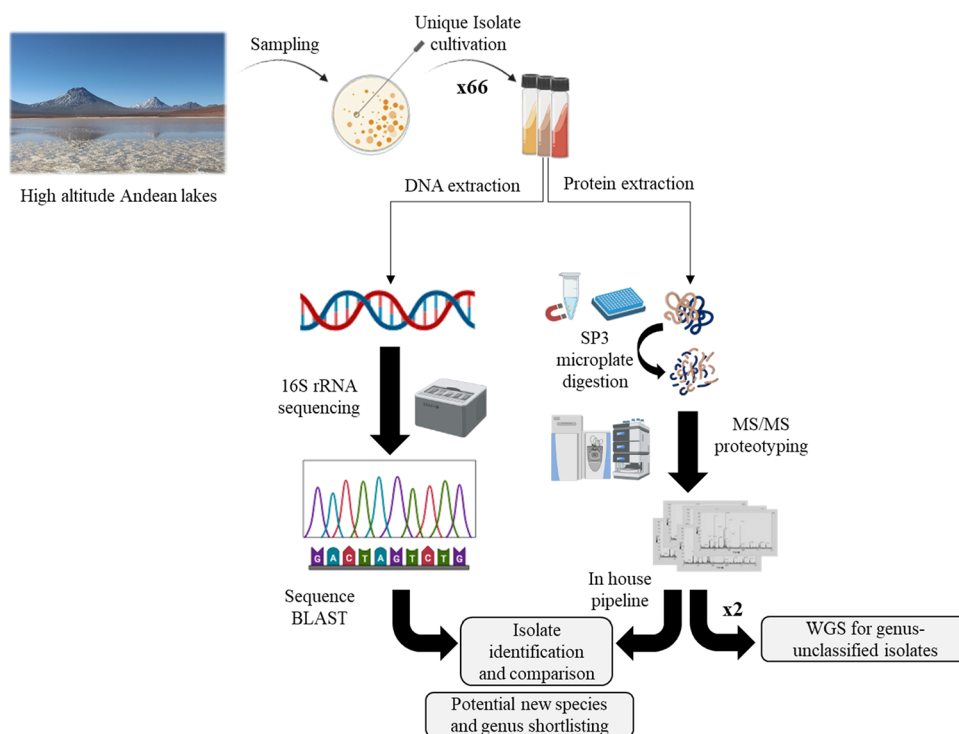 Sampling
Unique Isolate
cultivation
x66
High altitude Andean lakes
DNA extraction
Protein extraction
SP3
microplate
digestion
16S rRNA
sequencing
MS/MS
proteotyping
G A C T A G T C T G
Sequence
BLAST
In house
pipeline
x2
Isolate
identification
and comparison
WGS for genus-
unclassified isolates
Potential new species
and genus shortlisting